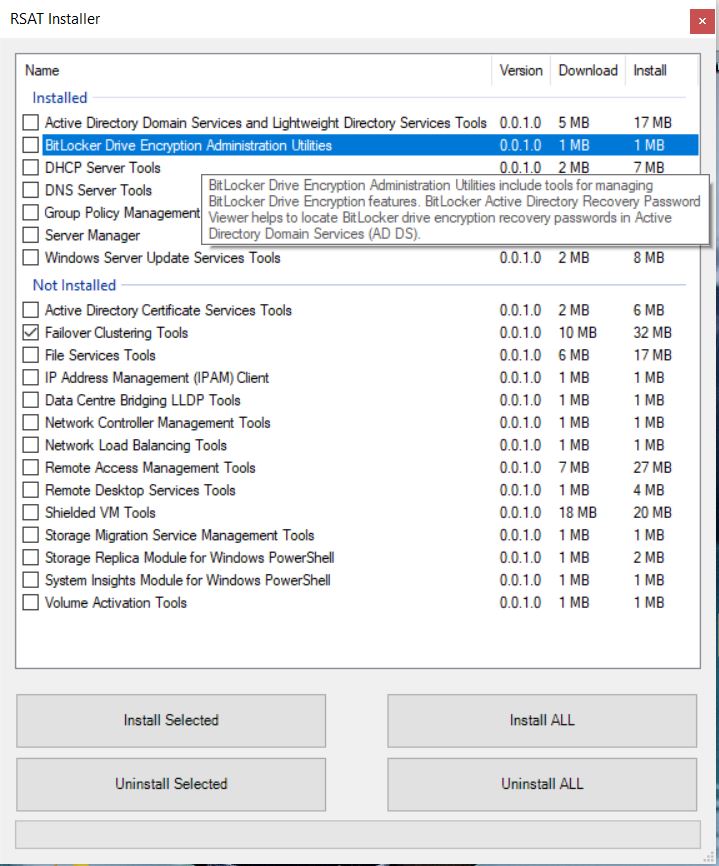 RSAT Installer
Name Version Download Install
Installed
Active Directory Domain Services and Lightweight Directory Services Tools 0.0.1.0 5 MB 17 MB
BitLocker Drive Encryption Administration Utilities 0.0.1.0 1 MB 1 MB
DHCP Server Tools 0.0.1.0 2 MB 7 MB
DNS Server Tools
Group Policy Management
Server Manager
BitLocker Drive Encryption Administration Utilities include tools for managing
BitLocker Drive Encryption features. BitLocker Active Directory Recovery Password
Viewer helps to locate BitLocker drive encryption recovery passwords in Active
Directory Domain Services (AD DS).
Windows Server Update Services Tools 0.0.1.0 2 MB 8 MB
Not Installed
Active Directory Certificate Services Tools 0.0.1.0 2 MB 6 MB
Failover Clustering Tools 0.0.1.0 10 MB 32 MB
File Services Tools 0.0.1.0 6 MB 17 MB
IP Address Management (IPAM) Client 0.0.1.0 1 MB 1 MB
Data Centre Bridging LLDP Tools 0.0.1.0 1 MB 1 MB
Network Controller Management Tools 0.0.1.0 1 MB 1 MB
Network Load Balancing Tools 0.0.1.0 1 MB 1 MB
Remote Access Management Tools 0.0.1.0 7 MB 27 MB
Remote Desktop Services Tools 0.0.1.0 1 MB 4 MB
Shielded VM Tools 0.0.1.0 18 MB 20 MB
Storage Migration Service Management Tools 0.0.1.0 1 MB 1 MB
Storage Replica Module for Windows PowerShell 0.0.1.0 1 MB 2 MB
System Insights Module for Windows PowerShell 0.0.1.0 1 MB 1 MB
Volume Activation Tools 0.0.1.0 1 MB 1 MB
Install Selected Install ALL
Uninstall Selected Uninstall ALL